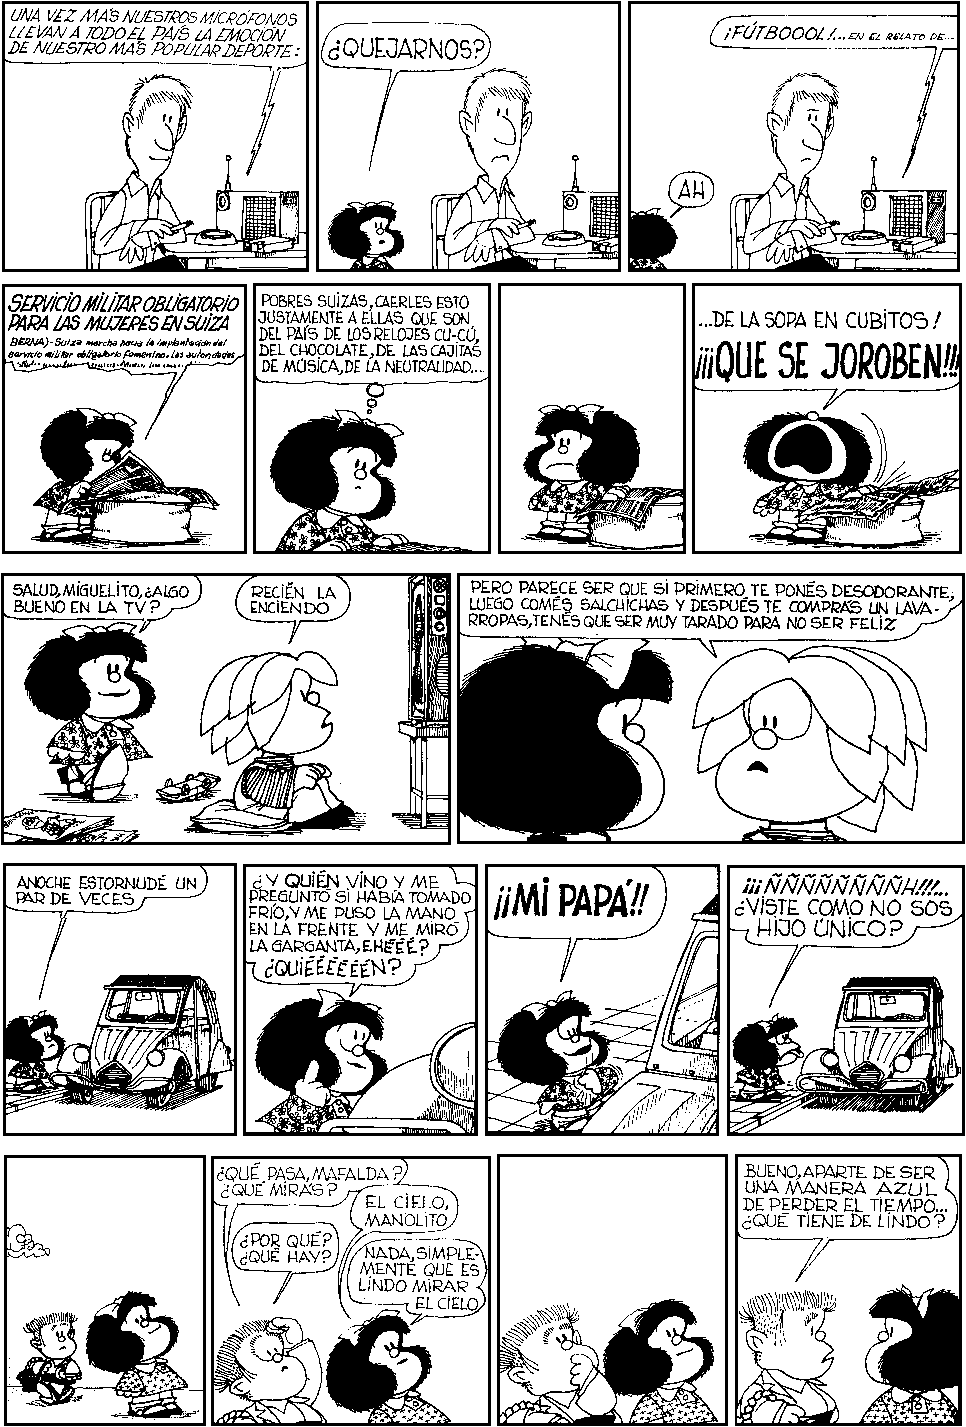 UNA VEZ MAS NUESTROS MICRÓFONOS
LLEVAN A TODO EL PAÍS LA EMOCION
DE NUESTRO MÁS POPULAR DEPORTE:
¿QUEJARNOS?
¡FÚTBOOOL!... EN EL RELATO DE...
AH
SERVICIO MILITAR OBLIGATORIO
PARA LAS MUJERES EN SUIZA
BERNA)- Suiza marcha hacia la implantación del
servicio militar obligatorio femenino. Las autoridades
POBRES SUIZAS, CAERLES ESTO
JUSTAMENTE A ELLAS QUE SON
DEL PAÍS DE LOS RELOJES CU-CÚ,
DEL CHOCOLATE, DE LAS CAJITAS
DE MÚSICA, DE LA NEUTRALIDAD...
...DE LA SOPA EN CUBITOS!
¡¡¡QUE SE JOROBEN!!!
SALUD, MIGUELITO, ¿ALGO
BUENO EN LA TV?
RECIÉN LA
ENCIENDO
PERO PARECE SER QUE SI PRIMERO TE PONÉS DESODORANTE,
LUEGO COMÉS SALCHICHAS Y DESPUÉS TE COMPRÁS UN LAVA-
RROPAS, TENÉS QUE SER MUY TARADO PARA NO SER FELIZ
ANOCHE ESTORNUDÉ UN
PAR DE VECES
¿Y QUIÉN VINO Y ME
PREGUNTÓ SI HABÍA TOMADO
FRÍO, Y ME PUSO LA MANO
EN LA FRENTE Y ME MIRÓ
LA GARGANTA, EHÉÉÉ?
¿QUIÉÉÉÉÉÉN?
¡¡MI PAPÁ!!
¡¡¡ÑÑÑÑÑÑÑÑH!!!...
¿VISTE COMO NO SOS
HIJO ÚNICO?
¿QUÉ PASA, MAFALDA?
¿QUÉ MIRÁS?
EL CIELO,
MANOLITO
¿POR QUÉ?
¿QUÉ HAY?
NADA, SIMPLE-
MENTE QUE ES
LINDO MIRAR
EL CIELO
BUENO, APARTE DE SER
UNA MANERA AZUL
DE PERDER EL TIEMPO...
¿QUÉ TIENE DE LINDO?